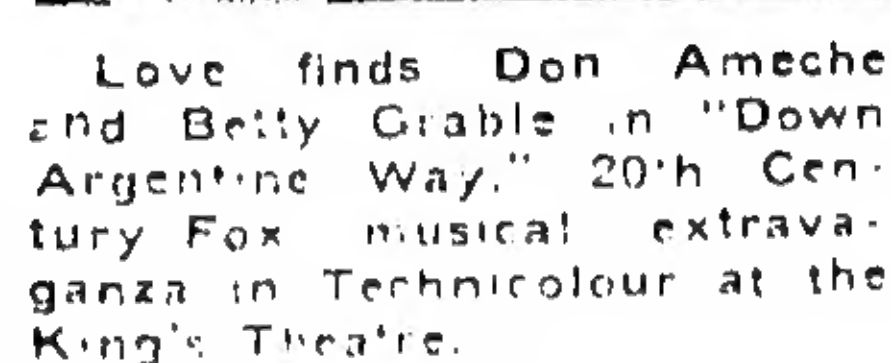 Love finds Don Ameche
and Betty Grable in "Down
Argentine Way," 20th Cen-
tury Fox musical extrava-
ganza in Technicolour at the
King's Theatre.